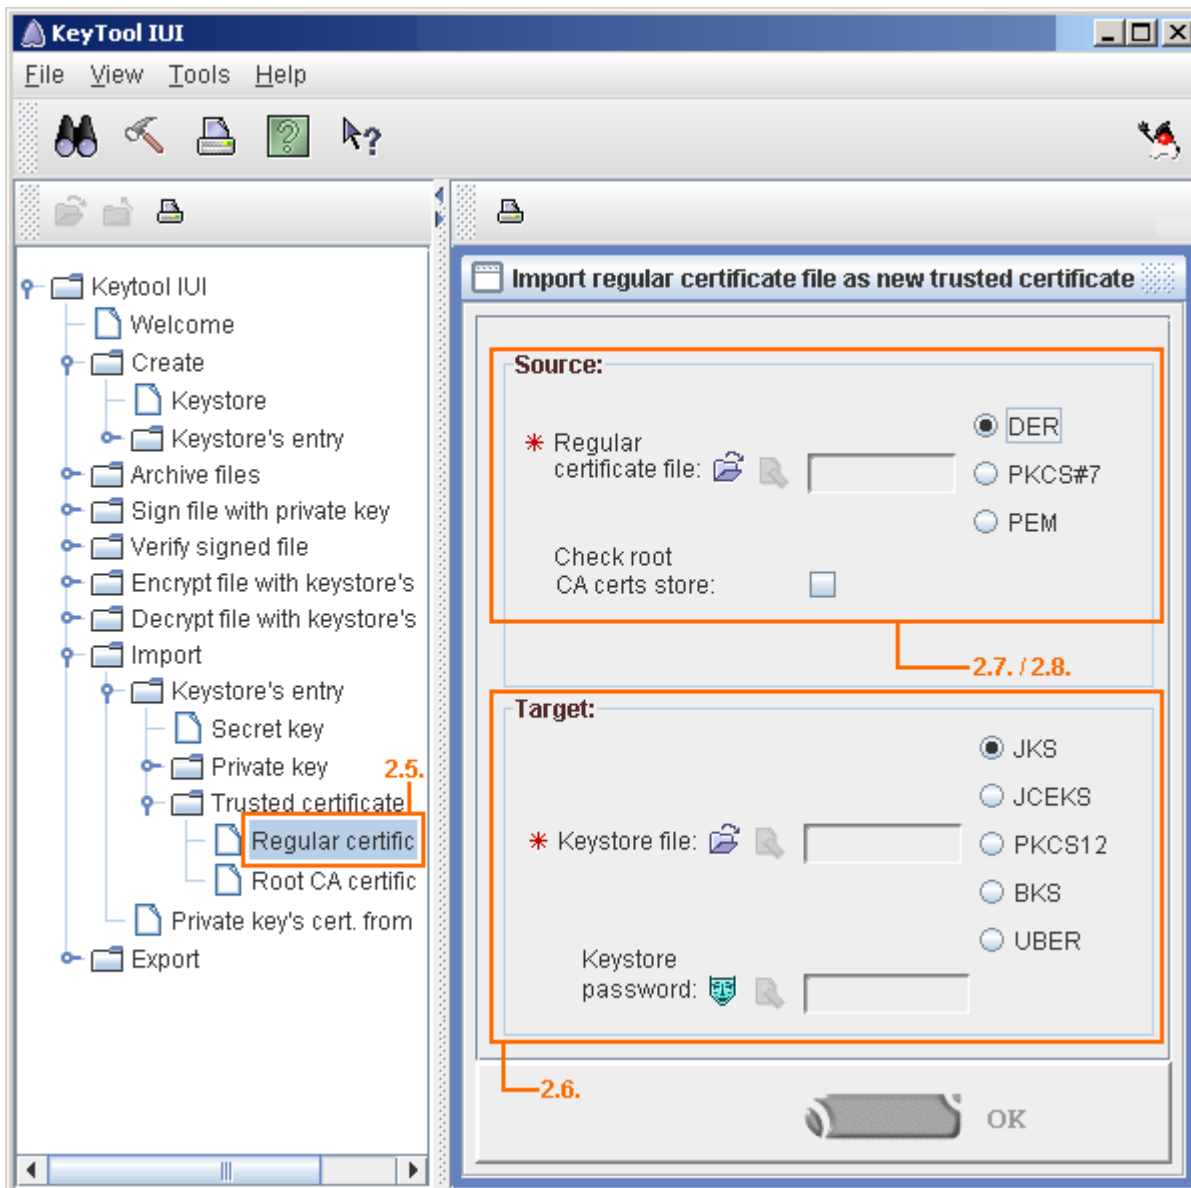 KeyTool IUI
File View Tools Help
Keytool IUI
Welcome
Create
Keystore
Keystore's entry
Archive files
Sign file with private key
Verify signed file
Encrypt file with keystore's
Decrypt file with keystore's
Import
Keystore's entry
Secret key
Private key
2.5.
Trusted certificate
Regular certific
Root CA certific
Private key's cert. from
Export
Import regular certificate file as new trusted certificate
Source:
* Regular
certificate file:
DER
PKCS#7
PEM
Check root
CA certs store:
2.7. / 2.8.
Target:
JKS
JCEKS
* Keystore file:
PKCS12
BKS
UBER
Keystore
password:
2.6.
OK